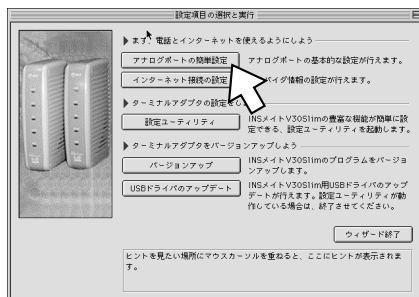 設定項目の選択と実行
まず、電話とインターネットを使えるようにしよう
アナログポートの簡単設定
アナログポートの基本的な設定が行えます。
インターネット接続の設定
バイダ情報の設定が行えます。
ターミナルアダプタの設定をし
設定ユーティリティ
INSメイトV30Slimの豊富な機能が簡単に設
定できる、設定ユーティリティを起動します。
ターミナルアダプタをバージョンアップしよう
バージョンアップ
INSメイトV30Slimのプログラムをバージョ
ンアップします。
USBドライバのアップデート
INSメイトV30Slim用USBドライバのアップ
デートが行えます。設定ユーティリティが動
作している場合は、終了させてください。
ウィザード終了
ヒントを見たい場所にマウスカーソルを重ねると、ここにヒントが表示されま
す。